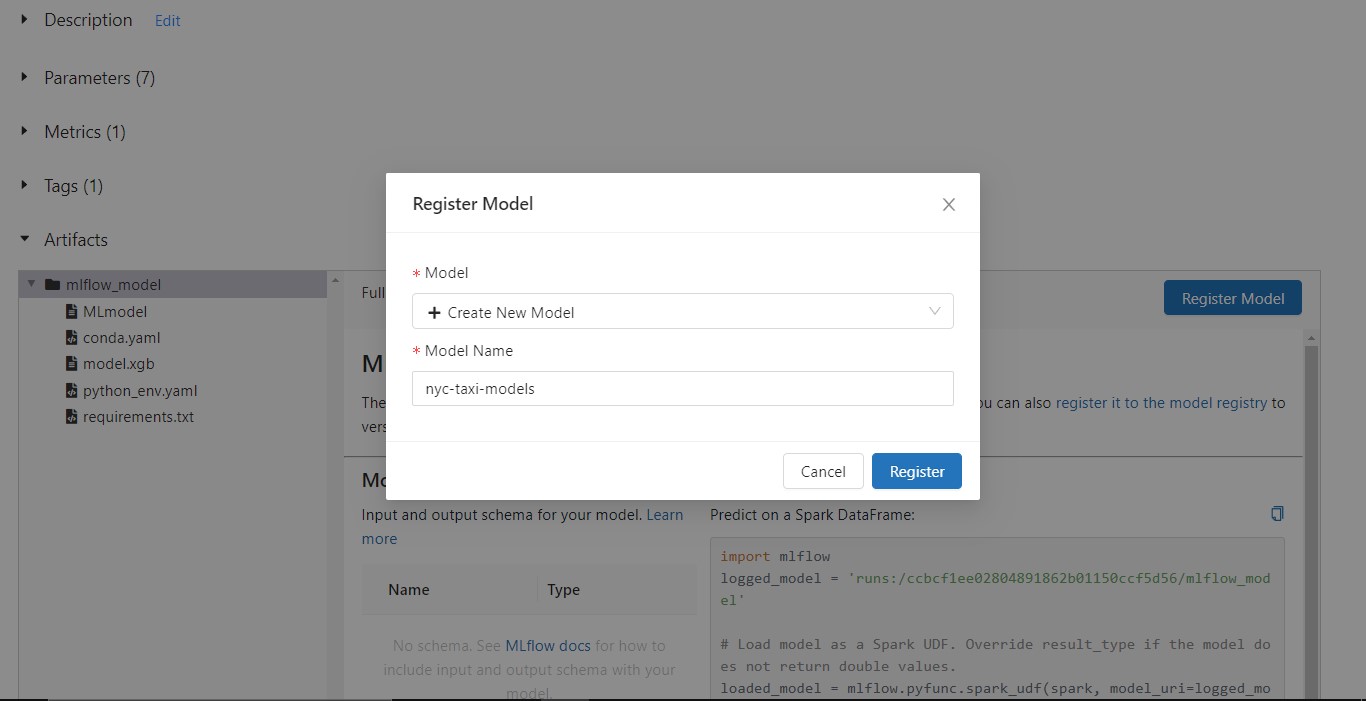 Description Edit
Parameters (7)
Metrics (1)
Tags (1)
Artifacts
mlflow_model
MLmodel
conda.yaml
model.xgb
python_env.yaml
requirements.txt
Full
Register Model
M
The
ou can also register it to the model registry to
vers
Register Model
* Model
Create New Model
* Model Name
nyc-taxi-models
Cancel Register
Mo
Input and output schema for your model. Learn
more
Name Type
No schema. See MLflow docs for how to
include input and output schema with your
model.
Predict on a Spark DataFrame:
import mlflow
logged_model = 'runs:/ccbcf1ee02804891862b01150ccf5d56/mlflow_mod
el'
# Load model as a Spark UDF. Override result_type if the model do
es not return double values.
loaded_model = mlflow.pyfunc.spark_udf(spark, model_uri=logged_mo